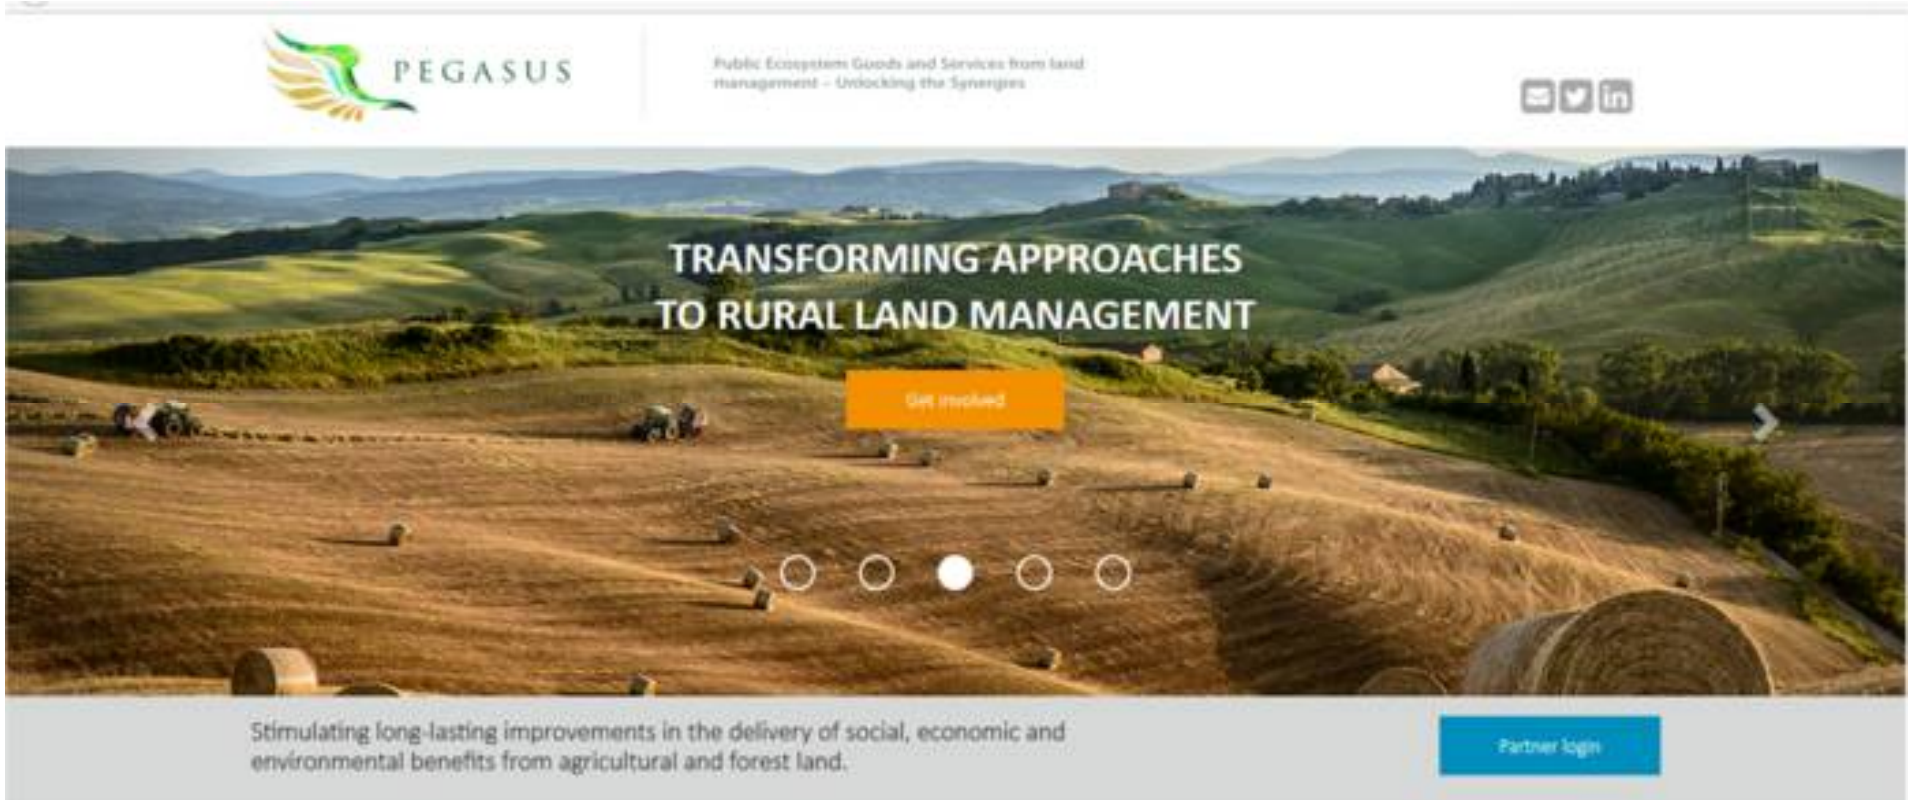 PEGASUS
Public Ecosystem Goods and Services from land
management – Unlocking the Synergies
in
TRANSFORMING APPROACHES
TO RURAL LAND MANAGEMENT
Get involved
Stimulating long-lasting improvements in the delivery of social, economic and
environmental benefits from agricultural and forest land.
Partner login